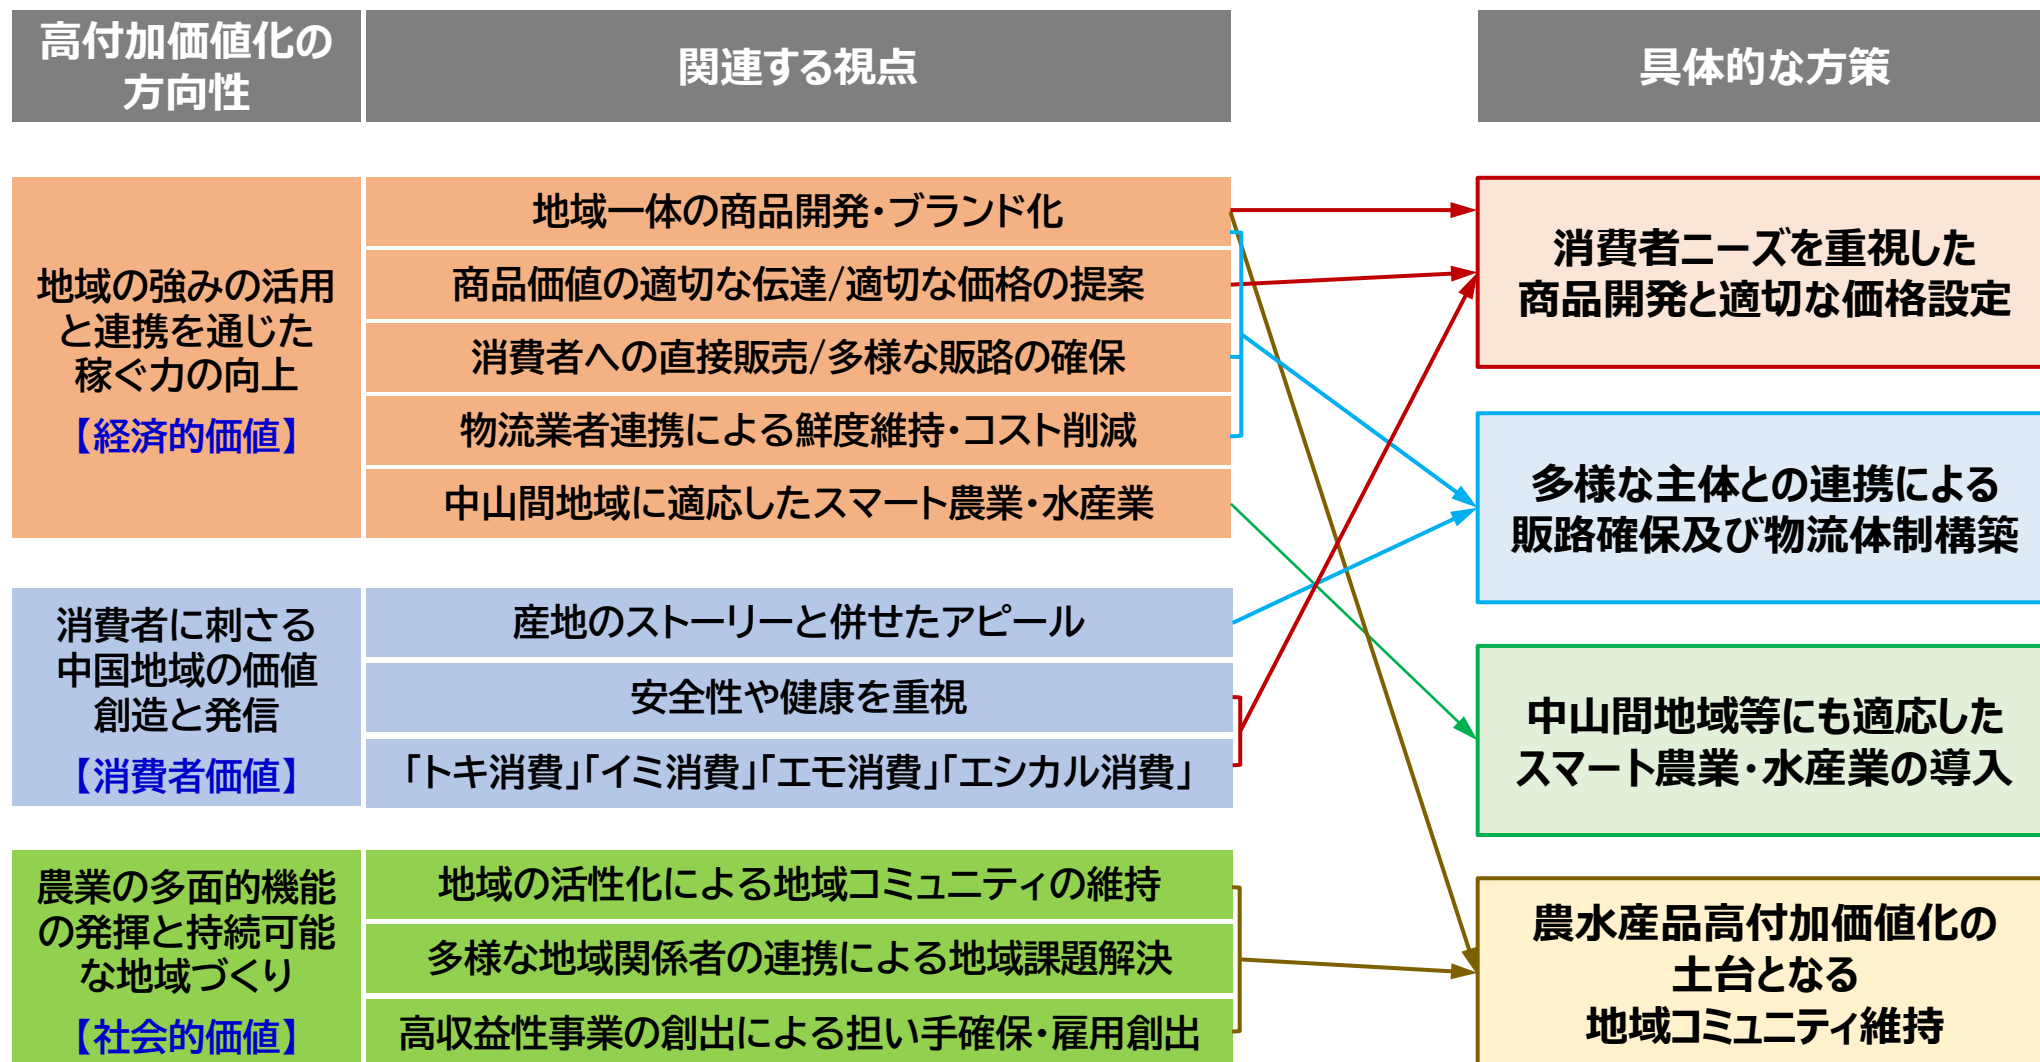 高付加価値化の
方向性
関連する視点
具体的な方策
地域の強みの活用
と連携を通じた
稼ぐ力の向上
【経済的価値】
地域一体の商品開発・ブランド化
商品価値の適切な伝達/適切な価格の提案
消費者への直接販売/多様な販路の確保
物流業者連携による鮮度維持・コスト削減
中山間地域に適応したスマート農業・水産業
消費者に刺さる
中国地域の価値
創造と発信
【消費者価値】
産地のストーリーと併せたアピール
安全性や健康を重視
「トキ消費」「イミ消費」「エモ消費」「エシカル消費」
農業の多面的機能
の発揮と持続可能
な地域づくり
【社会的価値】
地域の活性化による地域コミュニティの維持
多様な地域関係者の連携による地域課題解決
高収益性事業の創出による担い手確保・雇用創出
消費者ニーズを重視した
商品開発と適切な価格設定
多様な主体との連携による
販路確保及び物流体制構築
中山間地域等にも適応した
スマート農業・水産業の導入
農水産品高付加価値化の
土台となる
地域コミュニティ維持